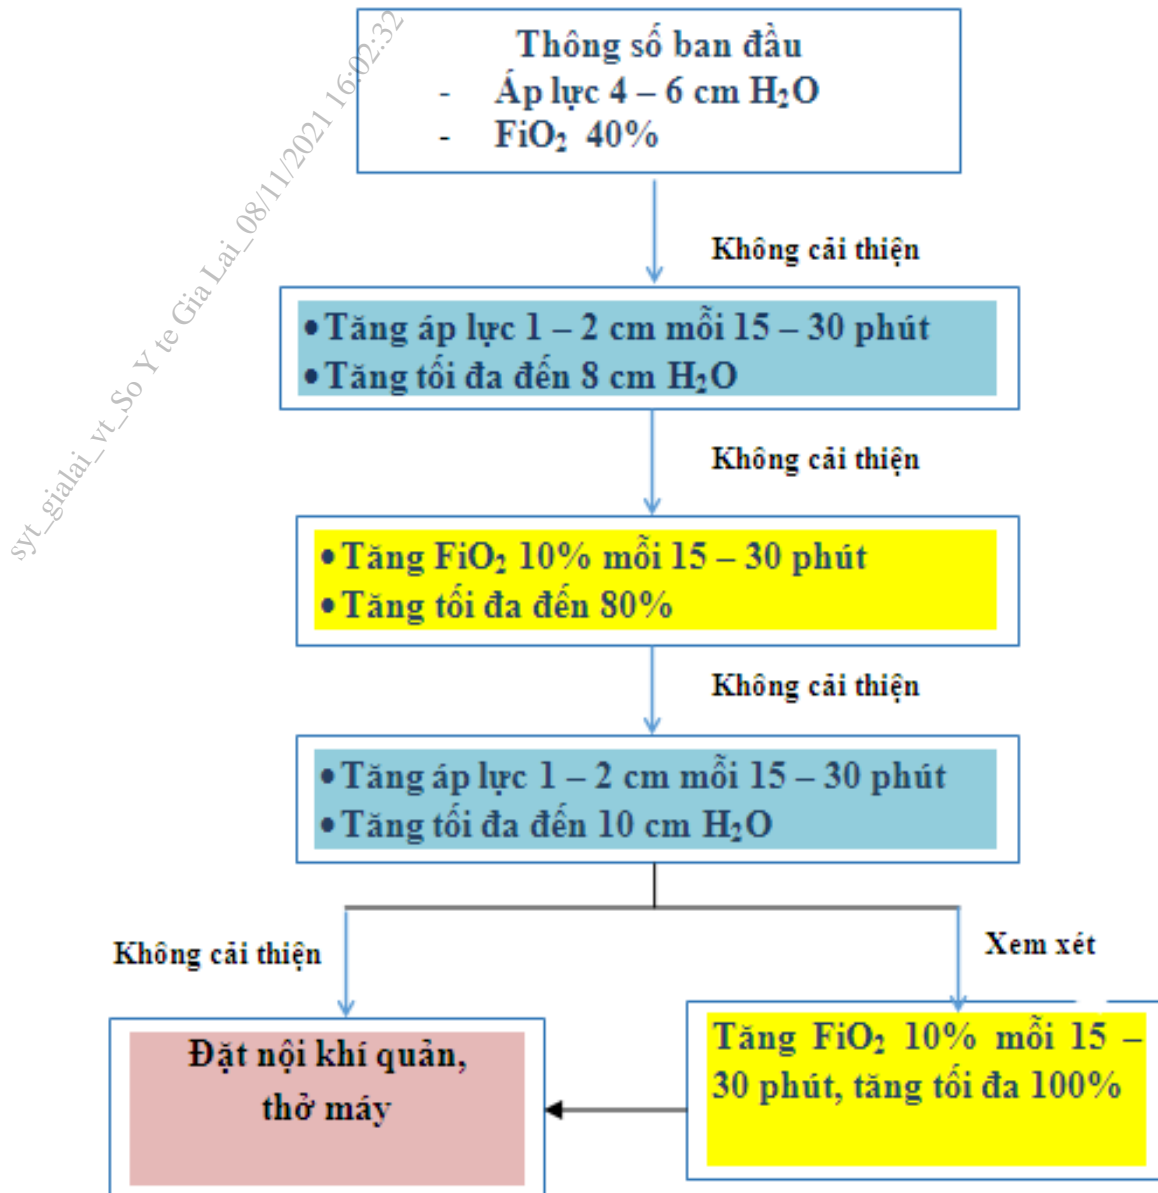 Thông số ban đầu
- Áp lực 4 – 6 cm H₂O
- FiO₂ 40%
syt_gialai_vt_So Y te Gia Lai_08/11/2021 16:02:32
Không cải thiện
• Tăng áp lực 1 – 2 cm mỗi 15 – 30 phút
• Tăng tối đa đến 8 cm H₂O
Không cải thiện
• Tăng FiO₂ 10% mỗi 15 – 30 phút
• Tăng tối đa đến 80%
Không cải thiện
• Tăng áp lực 1 – 2 cm mỗi 15 – 30 phút
• Tăng tối đa đến 10 cm H₂O
Không cải thiện
Xem xét
Đặt nội khí quản,
thở máy
Tăng FiO₂ 10% mỗi 15 –
30 phút, tăng tối đa 100%